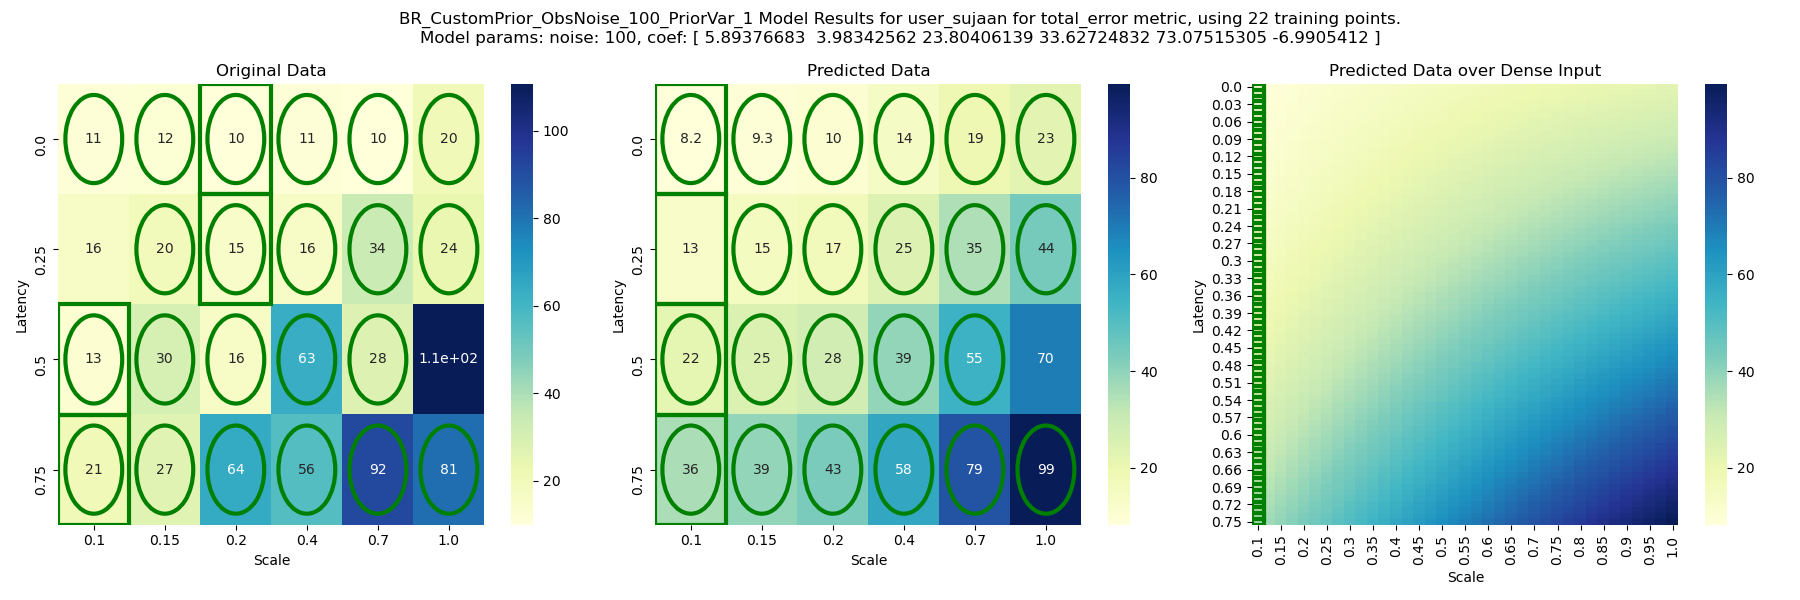 BR_CustomPrior_ObsNoise_100_PriorVar_1 Model Results for user_sujaan for total_error metric, using 22 training points.
Model params: noise: 100, coef: [ 5.89376683  3.98342562 23.80406139 33.62724832 73.07515305 -6.9905412 ]
Original Data
Latency
0.0
11 12 10 11 10 20
0.25
16 20 15 16 34 24
0.5
13 30 16 63 28 1.1e+02
0.75
21 27 64 56 92 81
0.1 0.15 0.2 0.4 0.7 1.0
Scale
100
80
60
40
20
Predicted Data
Latency
0.0
8.2 9.3 10 14 19 23
0.25
13 15 17 25 35 44
0.5
22 25 28 39 55 70
0.75
36 39 43 58 79 99
0.1 0.15 0.2 0.4 0.7 1.0
Scale
80
60
40
20
Predicted Data over Dense Input
Latency
0.0
0.03
0.06
0.09
0.12
0.15
0.18
0.21
0.24
0.27
0.3
0.33
0.36
0.39
0.42
0.45
0.48
0.51
0.54
0.57
0.6
0.63
0.66
0.69
0.72
0.75
0.1 0.15 0.2 0.25 0.3 0.35 0.4 0.45 0.5 0.55 0.6 0.65 0.7 0.75 0.8 0.85 0.9 0.95 1.0
Scale
80
60
40
20